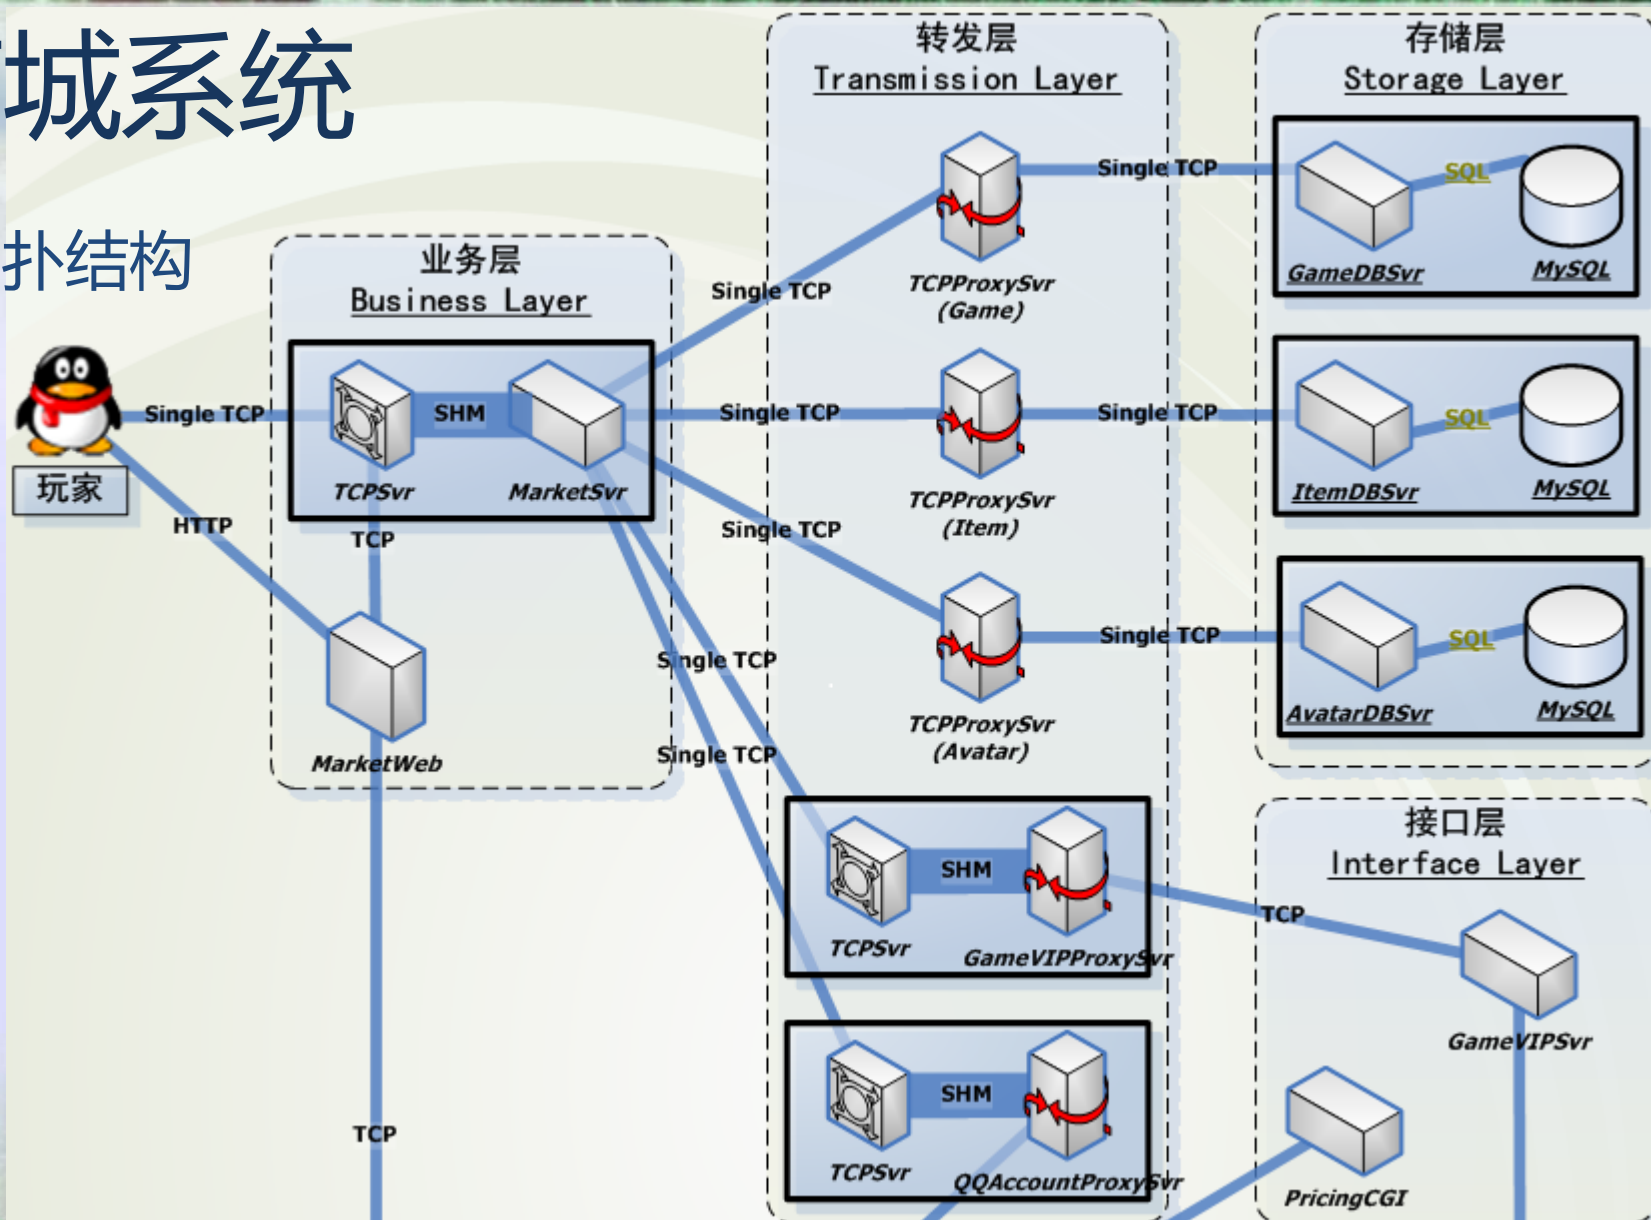 城系统
扑结构
玩家
Single TCP
HTTP
业务层
Business Layer
SHM
TCPSvr
MarketSvr
TCP
MarketWeb
TCP
Single TCP
Single TCP
Single TCP
Single TCP
Single TCP
转发层
Transmission Layer
TCPProxySvr
(Game)
TCPProxySvr
(Item)
TCPProxySvr
(Avatar)
SHM
TCPSvr
GameVIPProxySvr
SHM
TCPSvr
QQAccountProxySvr
Single TCP
Single TCP
Single TCP
TCP
存储层
Storage Layer
SQL
GameDBSvr
MySQL
SQL
ItemDBSvr
MySQL
SQL
AvatarDBSvr
MySQL
接口层
Interface Layer
GameVIPSvr
PricingCGI